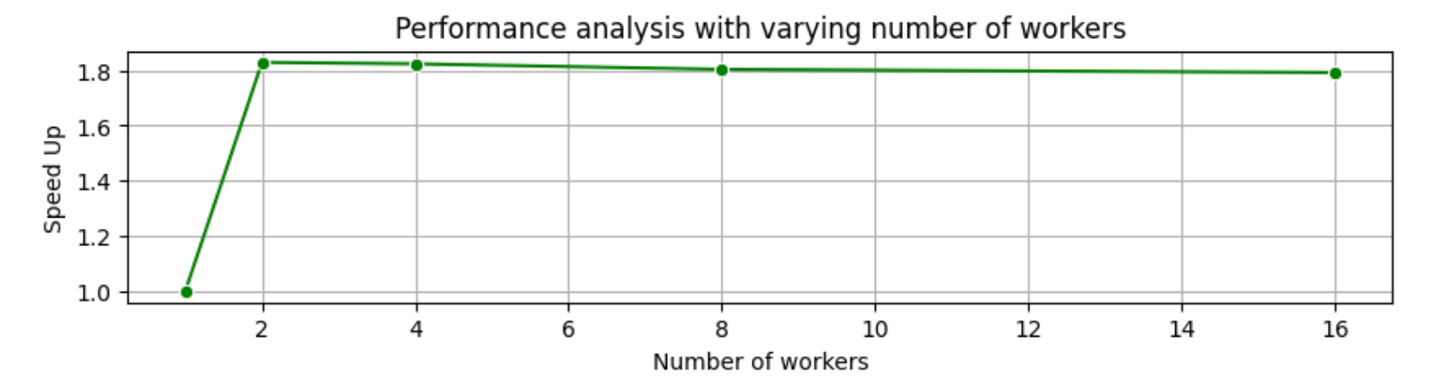 Performance analysis with varying number of workers
Speed Up
1.8
1.6
1.4
1.2
1.0
2 4 6 8 10 12 14 16
Number of workers